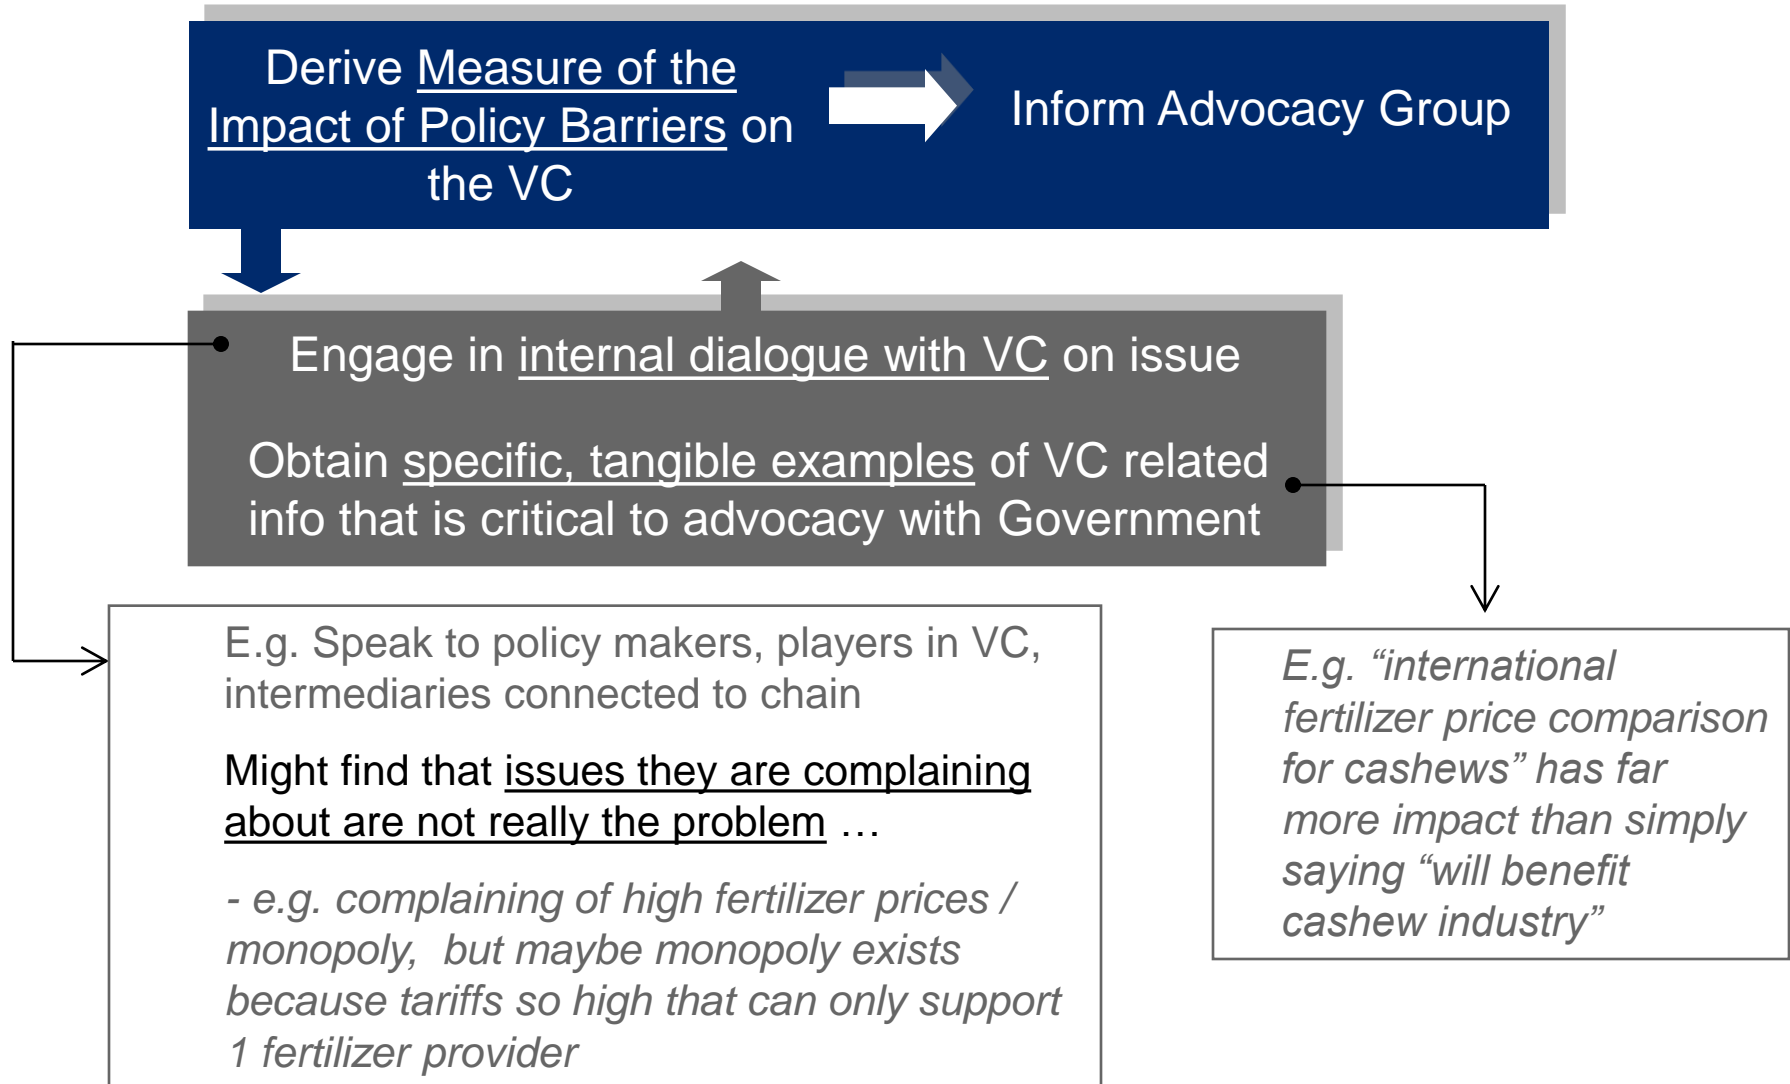 Derive Measure of the
Impact of Policy Barriers on
the VC
Inform Advocacy Group
Engage in internal dialogue with VC on issue
Obtain specific, tangible examples of VC related
info that is critical to advocacy with Government
E.g. Speak to policy makers, players in VC,
intermediaries connected to chain
Might find that issues they are complaining
about are not really the problem …
- e.g. complaining of high fertilizer prices /
monopoly,  but maybe monopoly exists
because tariffs so high that can only support
1 fertilizer provider
E.g. “international
fertilizer price comparison
for cashews” has far
more impact than simply
saying “will benefit
cashew industry”